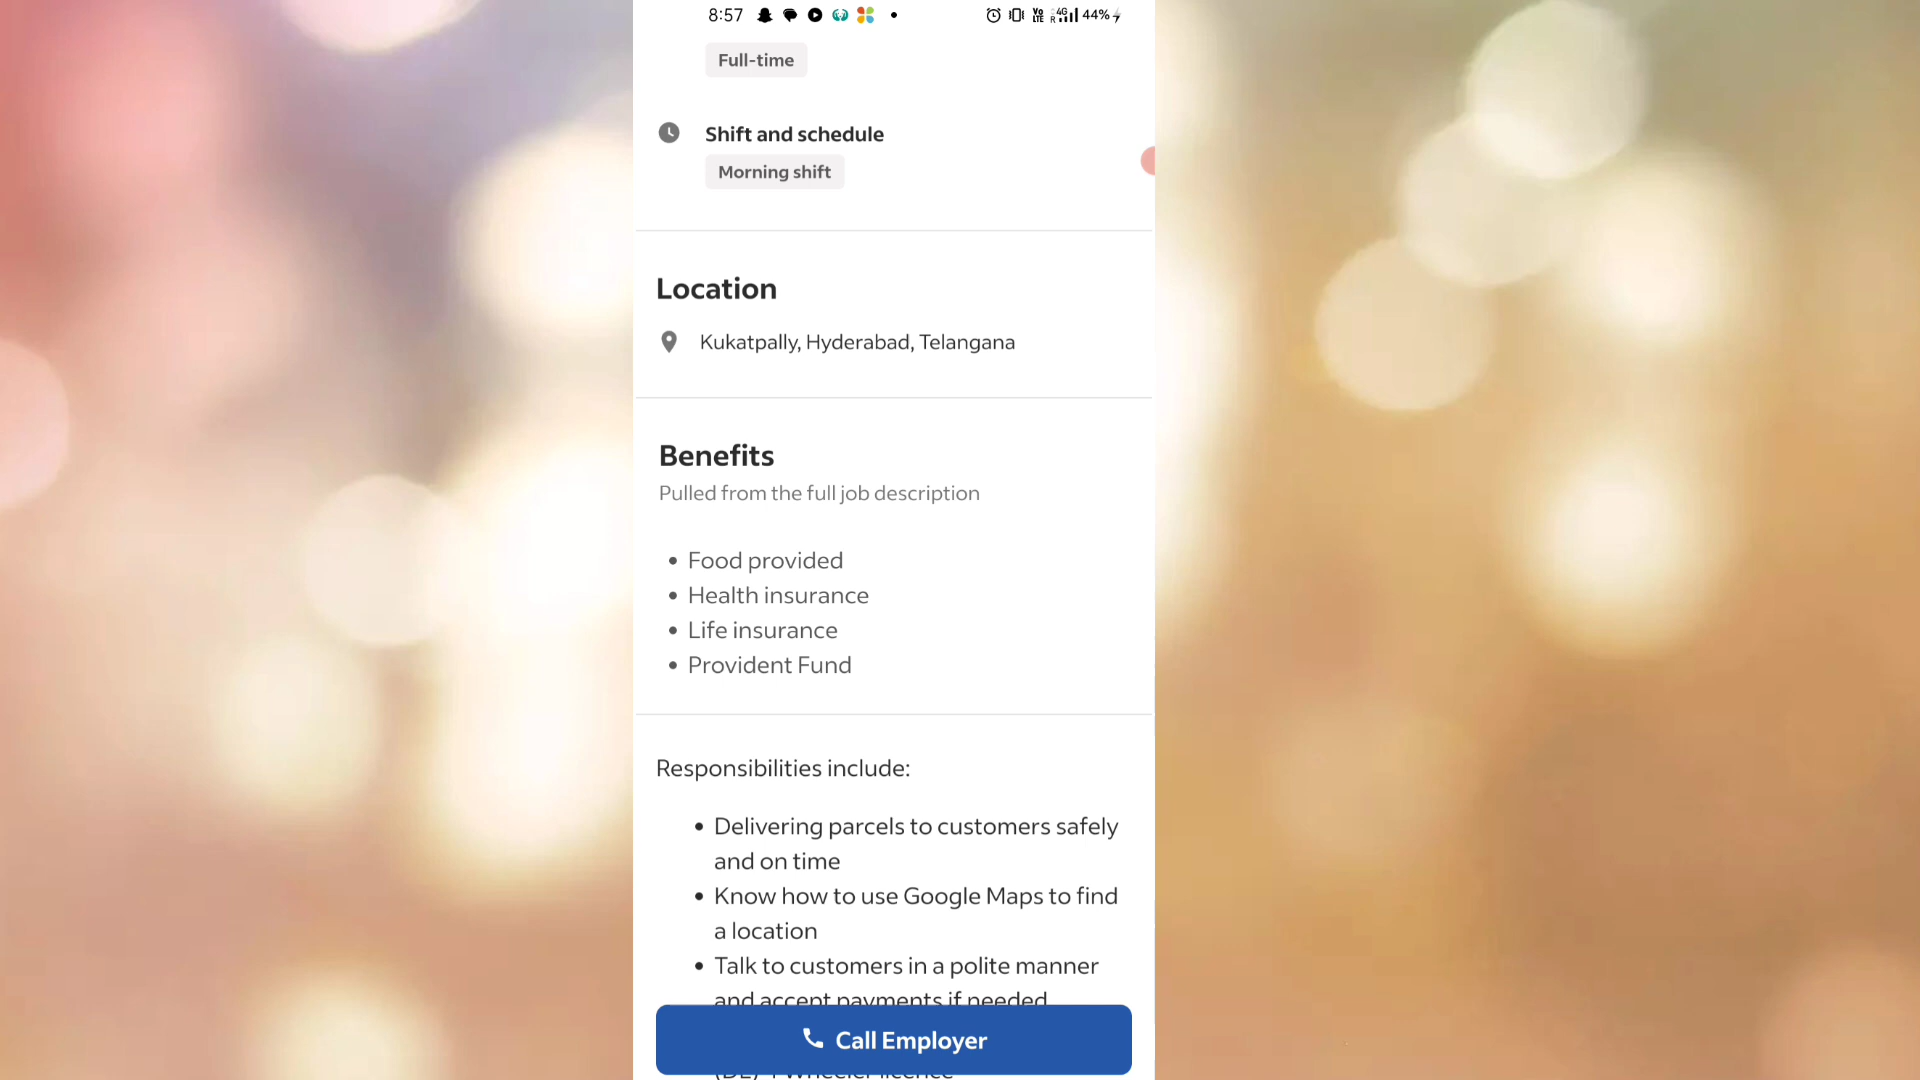 8:57
Vo
LTE
4G
R
44%
Full-time
Shift and schedule
Morning shift
Location
Kukatpally, Hyderabad, Telangana
Benefits
Pulled from the full job description
• Food provided
• Health insurance
• Life insurance
• Provident Fund
Responsibilities include:
• Delivering parcels to customers safely
and on time
• Know how to use Google Maps to find
a location
• Talk to customers in a polite manner
and accept payments if needed
Call Employer